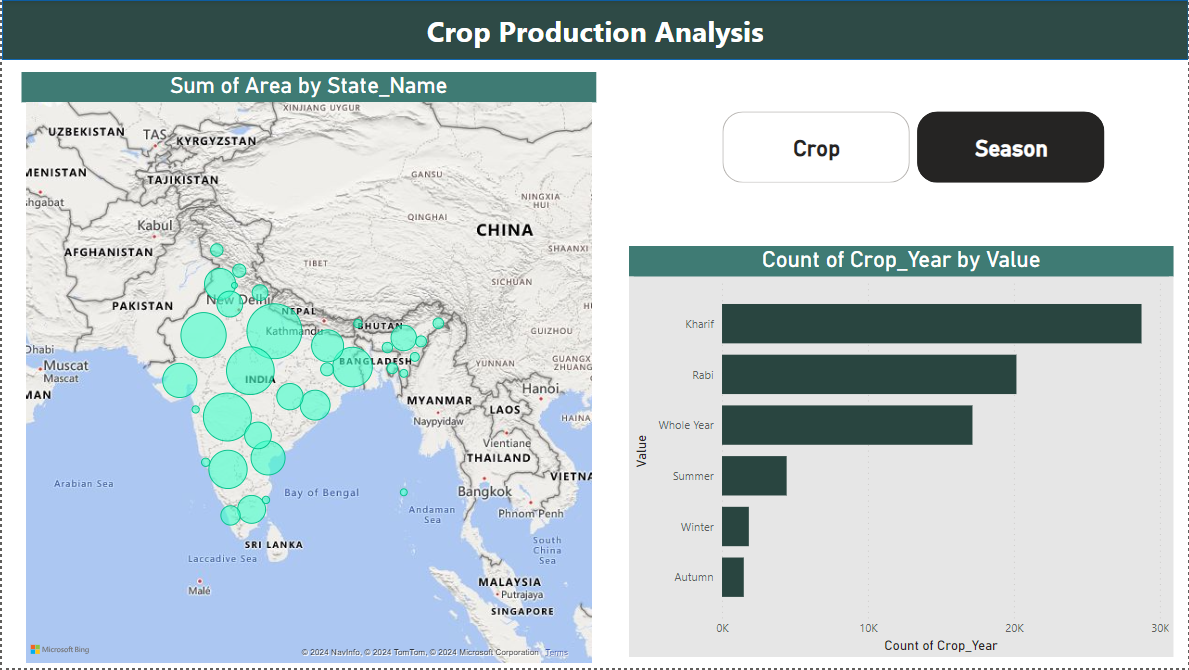 Crop Production Analysis
Sum of Area by State_Name
XINJIANG UYGUR
UZBEKISTAN
TAS
KYRGYZSTAN
MENISTAN
TAJIKISTAN
GANSU
shgabat
NINGXIA
HUI
Kabul
QINGHAI
CHINA
AFGHANISTAN
SHAANXI
TIBET
SICHUAN
New Delhi
PAKISTAN
NEPAL
Kathmandu
BHUTAN
GUIZHOU
Dhabi
BANGLADESH
YUNNAN
GUANGX
ZHUANG
Muscat
Mascat
INDIA
Hanoi
MAN
MYANMAR
LAOS
HAINA
Naypyidaw
Vientiane
THAILAND
Arabian Sea
Bay of Bengal
Bangkok
VIETNA
Andaman
Sea
Phnom Penh
SRI LANKA
South
China
Sea
Laccadive Sea
Malé
MALAYSIA
Putrajaya
SINGAPORE
Microsoft Bing
© 2024 NavInfo, © 2024 TomTom, © 2024 Microsoft Corporation Terms
Crop
Season
Count of Crop_Year by Value
Value
Kharif
Rabi
Whole Year
Summer
Winter
Autumn
0K 10K 20K 30K
Count of Crop_Year